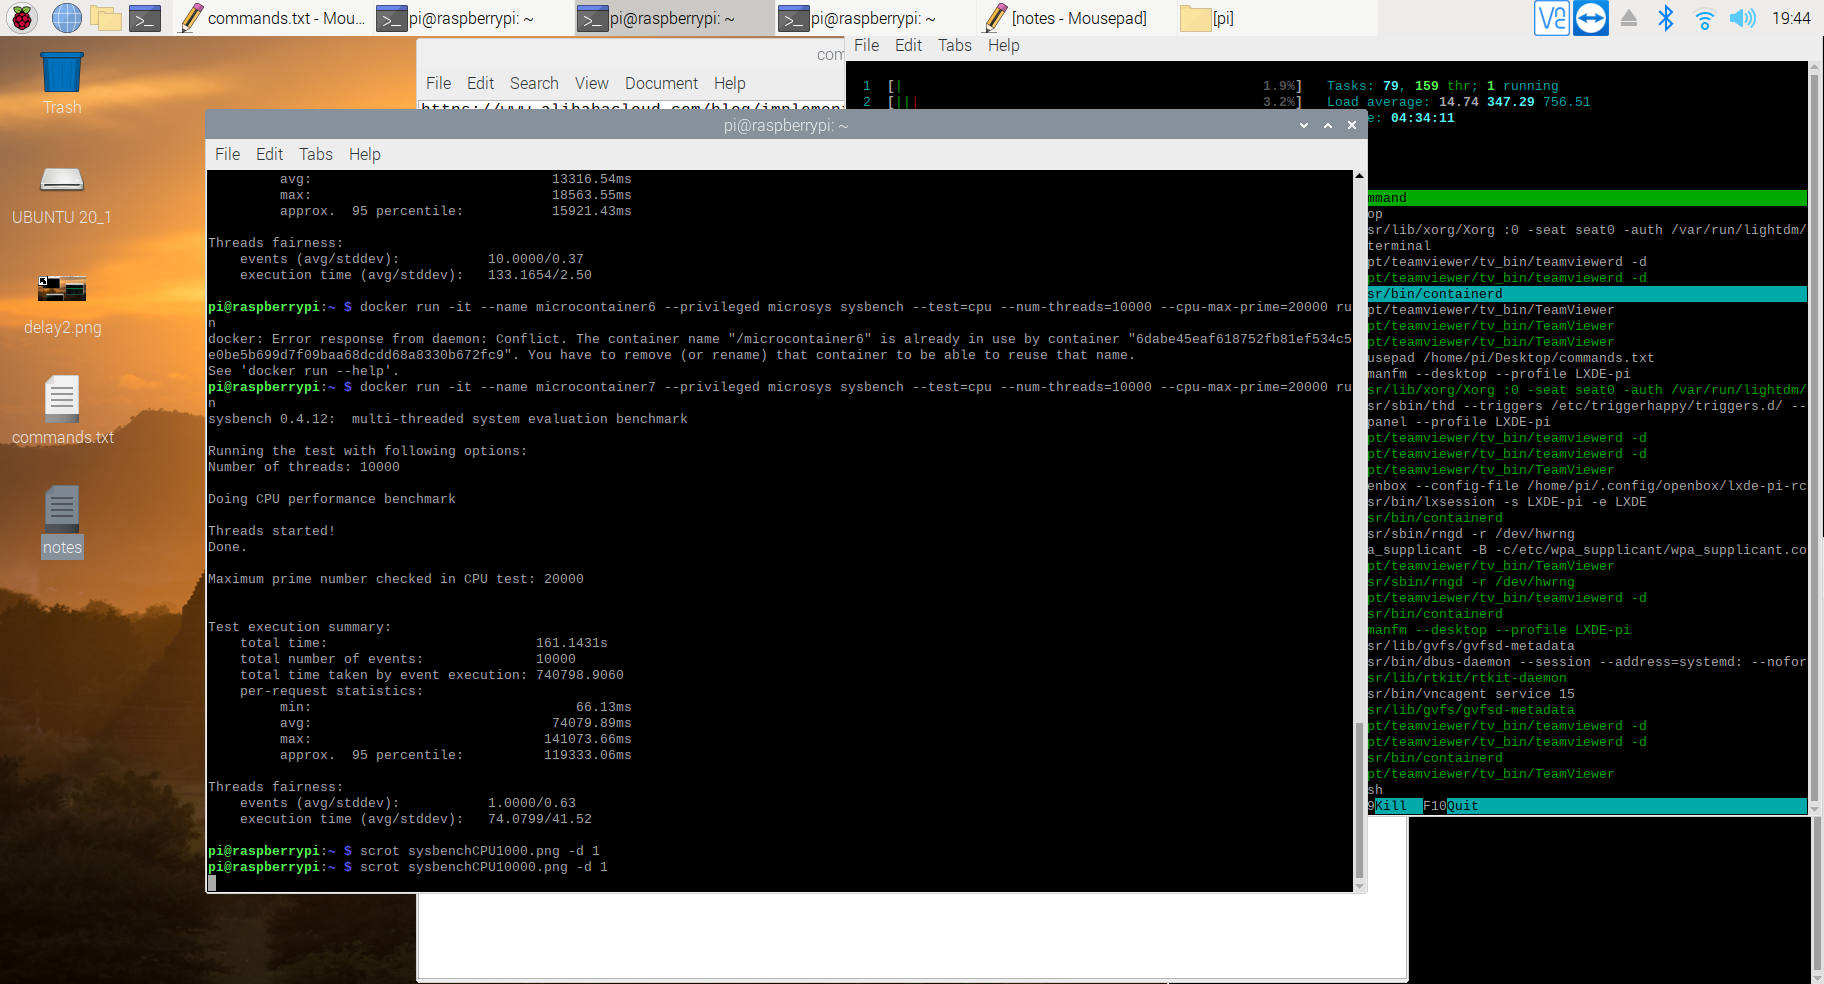 commands.txt - Mou...
pi@raspberrypi: ~
pi@raspberrypi: ~
pi@raspberrypi: ~
[notes - Mousepad]
[pi]
19:44
Trash
UBUNTU 20_1
delay2.png
commands.txt
notes
com
File Edit Search View Document Help
File Edit Tabs Help
1 [| 1.9%]
2 [||| 3.2%]
Tasks: 79, 159 thr; 1 running
Load average: 14.74 347.29 756.51
e: 04:34:11
pi@raspberrypi: ~
File Edit Tabs Help
avg: 13316.54ms
max: 18563.55ms
approx. 95 percentile: 15921.43ms
Threads fairness:
events (avg/stddev): 10.0000/0.37
execution time (avg/stddev): 133.1654/2.50
pi@raspberrypi:~ $ docker run -it --name microcontainer6 --privileged microsys sysbench --test=cpu --num-threads=10000 --cpu-max-prime=20000 ru
n
docker: Error response from daemon: Conflict. The container name "/microcontainer6" is already in use by container "6dabe45eaf618752fb81ef534c5
e0be5b699d7f09baa68dcdd68a8330b672fc9". You have to remove (or rename) that container to be able to reuse that name.
See 'docker run --help'.
pi@raspberrypi:~ $ docker run -it --name microcontainer7 --privileged microsys sysbench --test=cpu --num-threads=10000 --cpu-max-prime=20000 ru
n
sysbench 0.4.12:  multi-threaded system evaluation benchmark
Running the test with following options:
Number of threads: 10000
Doing CPU performance benchmark
Threads started!
Done.
Maximum prime number checked in CPU test: 20000
Test execution summary:
total time: 161.1431s
total number of events: 10000
total time taken by event execution: 740798.9060
per-request statistics:
min: 66.13ms
avg: 74079.89ms
max: 141073.66ms
approx. 95 percentile: 119333.06ms
Threads fairness:
events (avg/stddev): 1.0000/0.63
execution time (avg/stddev): 74.0799/41.52
pi@raspberrypi:~ $ scrot sysbenchCPU1000.png -d 1
pi@raspberrypi:~ $ scrot sysbenchCPU10000.png -d 1
mmand
op
sr/lib/xorg/Xorg :0 -seat seat0 -auth /var/run/lightdm/
terminal
pt/teamviewer/tv_bin/teamviewerd -d
pt/teamviewer/tv_bin/teamviewerd -d
sr/bin/containerd
pt/teamviewer/tv_bin/TeamViewer
pt/teamviewer/tv_bin/TeamViewer
pt/teamviewer/tv_bin/TeamViewer
usepad /home/pi/Desktop/commands.txt
manfm --desktop --profile LXDE-pi
sr/lib/xorg/Xorg :0 -seat seat0 -auth /var/run/lightdm/
sr/sbin/thd --triggers /etc/triggerhappy/triggers.d/ --
panel --profile LXDE-pi
pt/teamviewer/tv_bin/teamviewerd -d
pt/teamviewer/tv_bin/teamviewerd -d
pt/teamviewer/tv_bin/TeamViewer
enbox --config-file /home/pi/.config/openbox/lxde-pi-rc
sr/bin/lxsession -s LXDE-pi -e LXDE
sr/bin/containerd
sr/sbin/rngd -r /dev/hwrng
a_supplicant -B -c/etc/wpa_supplicant/wpa_supplicant.co
pt/teamviewer/tv_bin/TeamViewer
sr/sbin/rngd -r /dev/hwrng
pt/teamviewer/tv_bin/teamviewerd -d
sr/bin/containerd
manfm --desktop --profile LXDE-pi
sr/lib/gvfs/gvfsd-metadata
sr/bin/dbus-daemon --session --address=systemd: --nofor
sr/lib/rtkit/rtkit-daemon
sr/bin/vncagent service 15
sr/lib/gvfs/gvfsd-metadata
pt/teamviewer/tv_bin/teamviewerd -d
pt/teamviewer/tv_bin/teamviewerd -d
sr/bin/containerd
pt/teamviewer/tv_bin/TeamViewer
sh
9Kill F10Quit